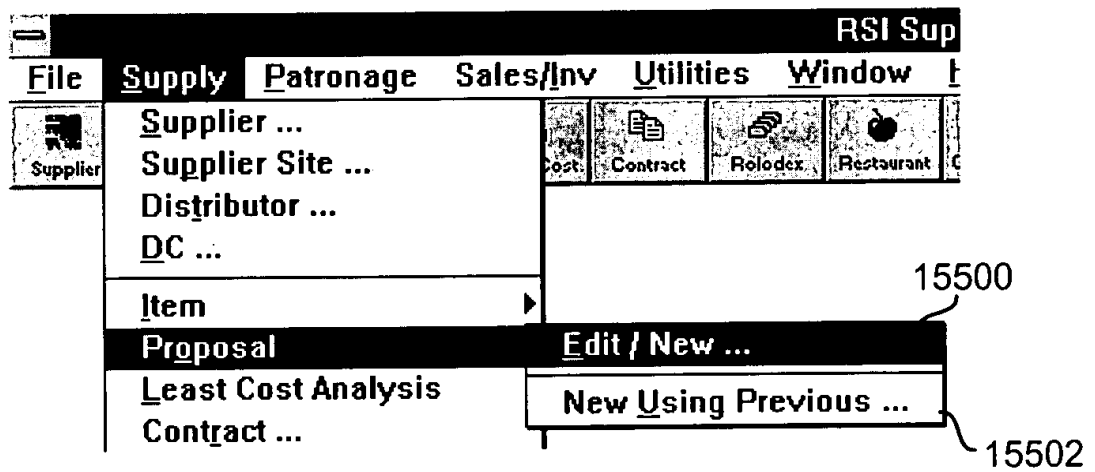 RSI Sup
File Supply Patronage Sales/Inv Utilities Window
Supplier Cost Contract Rolodex Restaurant
Supplier ...
Supplier Site ...
Distributor ...
DC ...
15500
Item
Proposal Edit / New ...
Least Cost Analysis
New Using Previous ...
Contract ...
15502